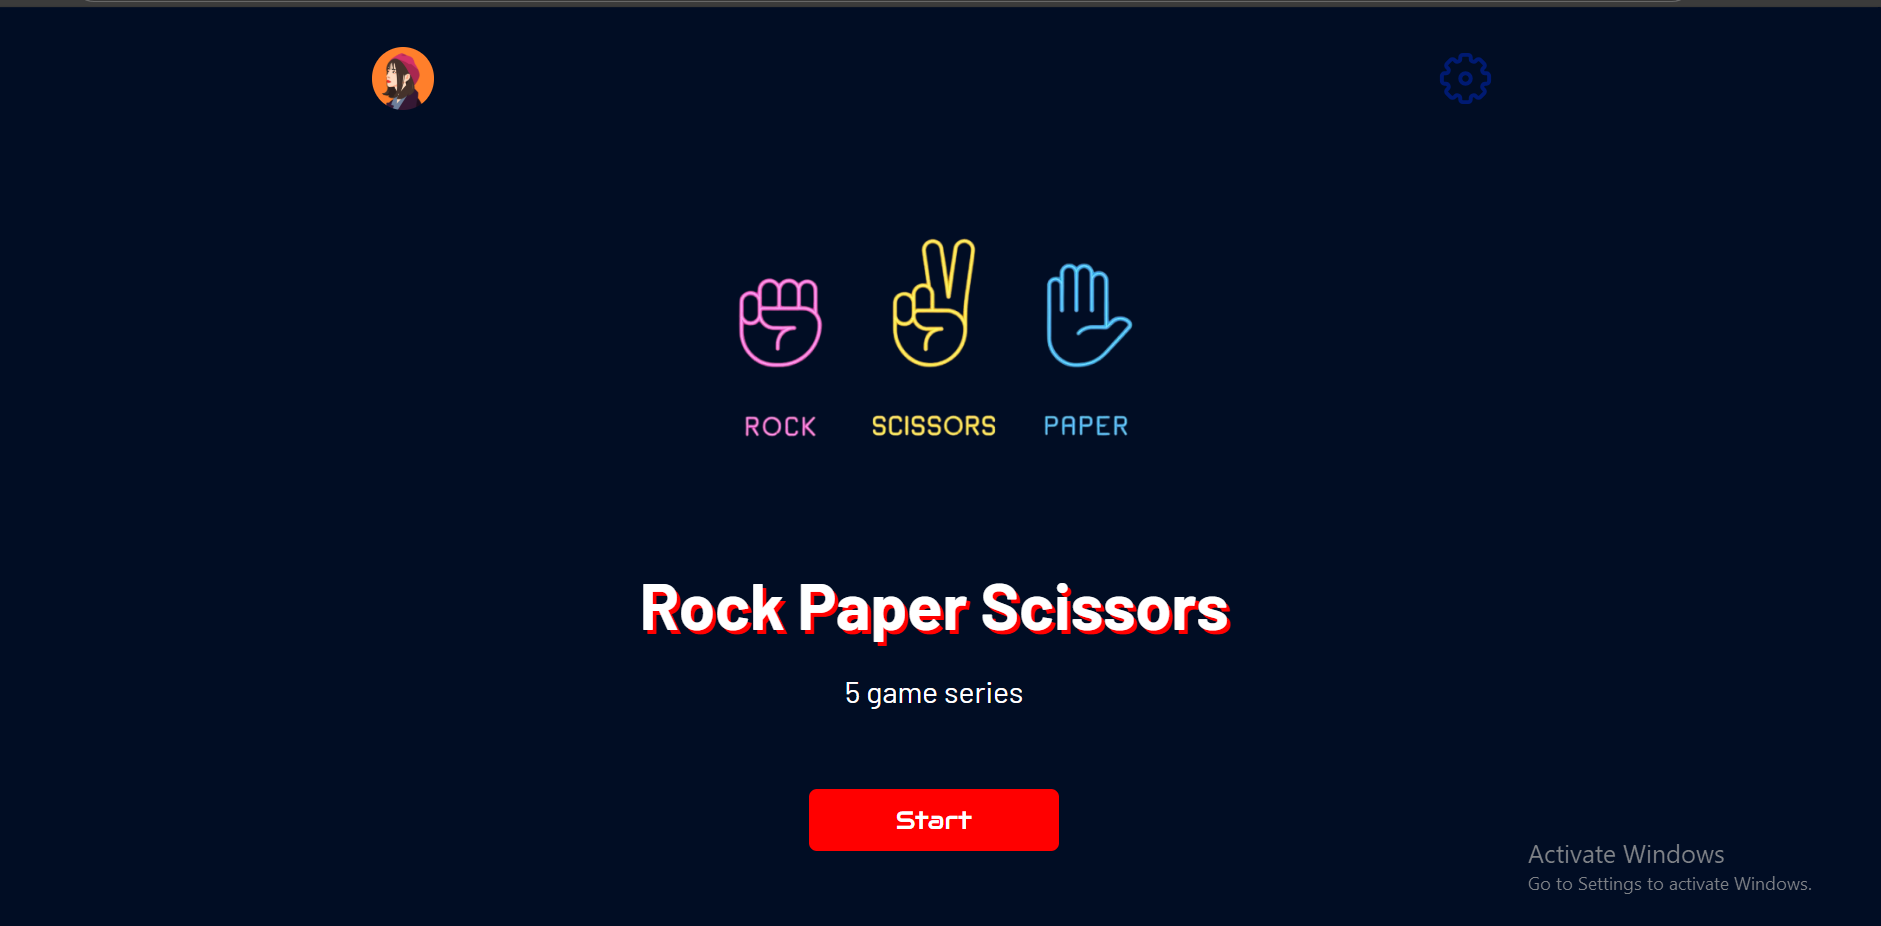 ROCK SCISSORS PAPER
Rock Paper Scissors
5 game series
Start
Activate Windows
Go to Settings to activate Windows.